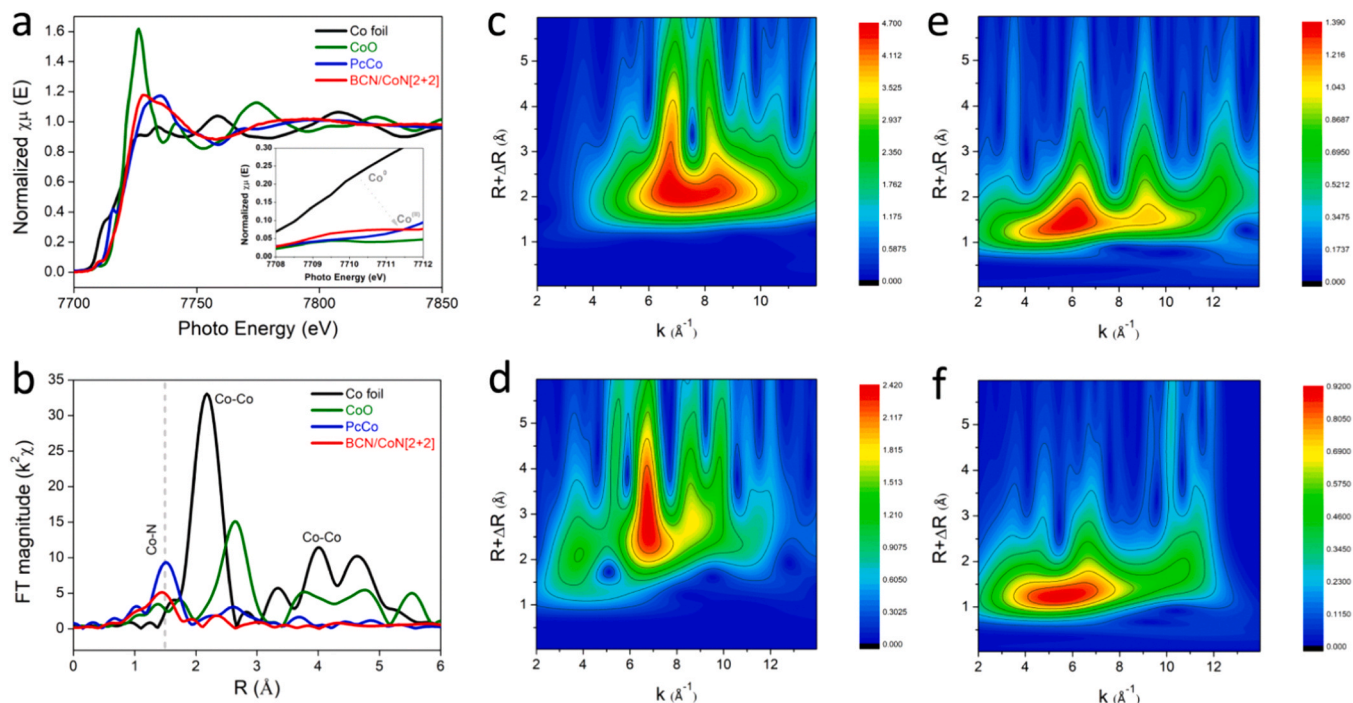 a
1.6
1.4
1.2
1.0
0.8
0.6
0.4
0.2
0.0
Normalized χμ (E)
Co foil
CoO
PcCo
BCN/CoN[2+2]
0.30
0.25
0.20
0.15
0.10
0.05
0.00
Normalized χμ (E)
Co⁰
Co⁽ᴵᴵ⁾
7708 7709 7710 7711 7712
Photo Energy (eV)
7700 7750 7800 7850
Photo Energy (eV)
b
35
30
25
20
15
10
5
0
FT magnitude (k²χ)
Co-N
Co-Co
Co-Co
Co foil
CoO
PcCo
BCN/CoN[2+2]
0 1 2 3 4 5 6
R (Å)
c
5
4
3
2
1
R+ΔR (Å)
2 4 6 8 10
k (Å⁻¹)
4.700
4.112
3.525
2.937
2.350
1.762
1.175
0.5875
0.000
d
5
4
3
2
1
R+ΔR (Å)
2 4 6 8 10 12
k (Å⁻¹)
2.420
2.117
1.815
1.513
1.210
0.9075
0.6050
0.3025
0.000
e
5
4
3
2
1
R+ΔR (Å)
2 4 6 8 10 12
k (Å⁻¹)
1.390
1.216
1.043
0.8687
0.6950
0.5212
0.3475
0.1737
0.000
f
5
4
3
2
1
R+ΔR (Å)
2 4 6 8 10 12
k (Å⁻¹)
0.9200
0.8050
0.6900
0.5750
0.4600
0.3450
0.2300
0.1150
0.000